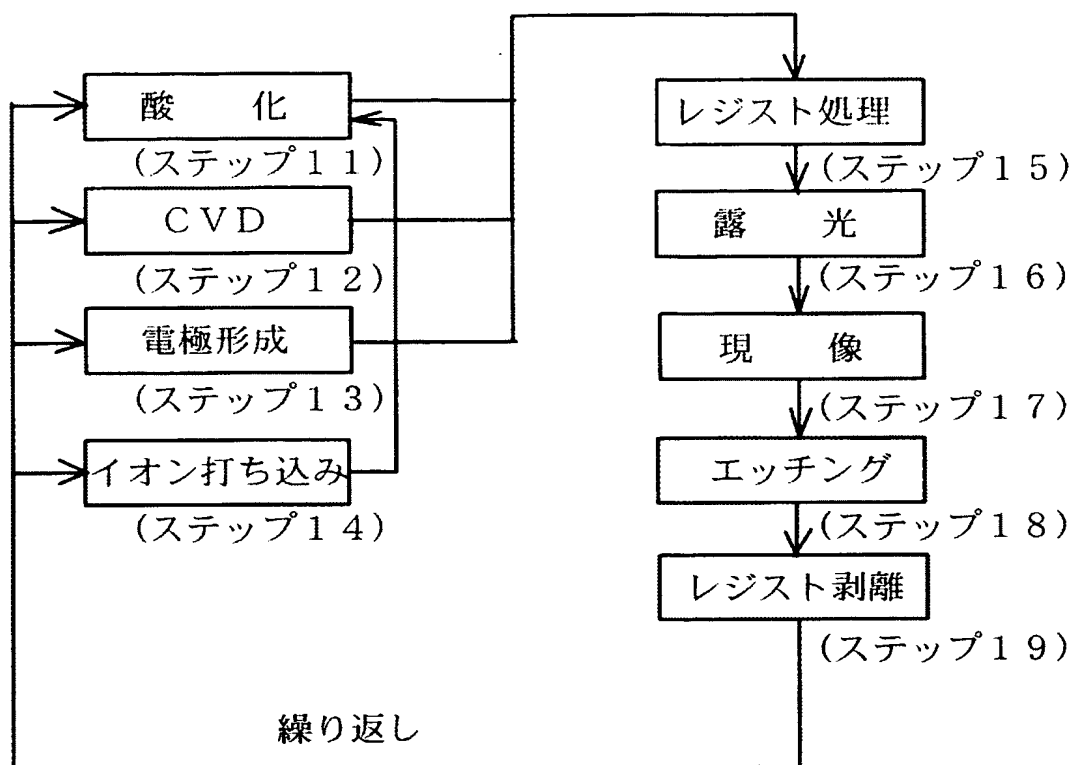 酸　化
(ステップ11)
CVD
(ステップ12)
電極形成
(ステップ13)
イオン打ち込み
(ステップ14)
レジスト処理
(ステップ15)
露　光
(ステップ16)
現　像
(ステップ17)
エッチング
(ステップ18)
レジスト剥離
(ステップ19)
繰り返し